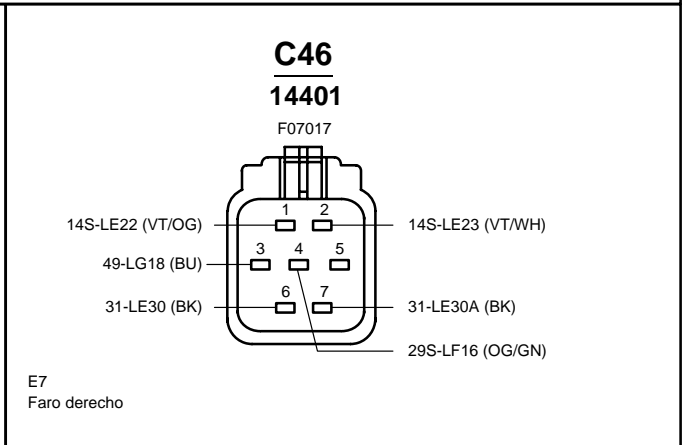 C46
14401
F07017
1 2
14S-LE22 (VT/OG)
14S-LE23 (VT/WH)
3 4 5
49-LG18 (BU)
6 7
31-LE30 (BK)
31-LE30A (BK)
29S-LF16 (OG/GN)
E7
Faro derecho